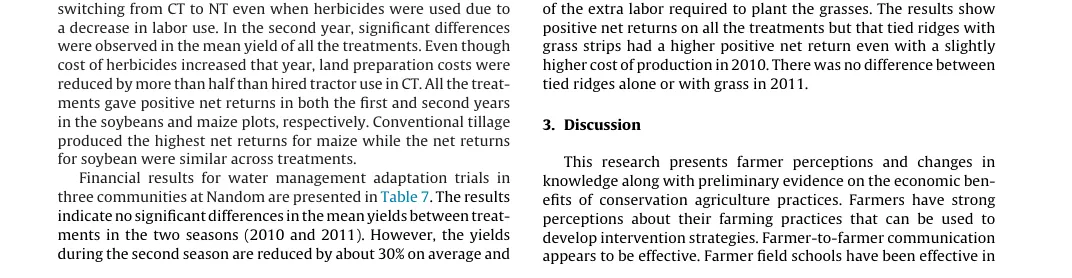 switching from CT to NT even when herbicides were used due to
a decrease in labor use. In the second year, significant differences
were observed in the mean yield of all the treatments. Even though
cost of herbicides increased that year, land preparation costs were
reduced by more than half than hired tractor use in CT. All the treat-
ments gave positive net returns in both the first and second years
in the soybeans and maize plots, respectively. Conventional tillage
produced the highest net returns for maize while the net returns
for soybean were similar across treatments.
Financial results for water management adaptation trials in
three communities at Nandom are presented in Table 7. The results
indicate no significant differences in the mean yields between treat-
ments in the two seasons (2010 and 2011). However, the yields
during the second season are reduced by about 30% on average and
of the extra labor required to plant the grasses. The results show
positive net returns on all the treatments but that tied ridges with
grass strips had a higher positive net return even with a slightly
higher cost of production in 2010. There was no difference between
tied ridges alone or with grass in 2011.
3. Discussion
This research presents farmer perceptions and changes in
knowledge along with preliminary evidence on the economic ben-
efits of conservation agriculture practices. Farmers have strong
perceptions about their farming practices that can be used to
develop intervention strategies. Farmer-to-farmer communication
appears to be effective. Farmer field schools have been effective in